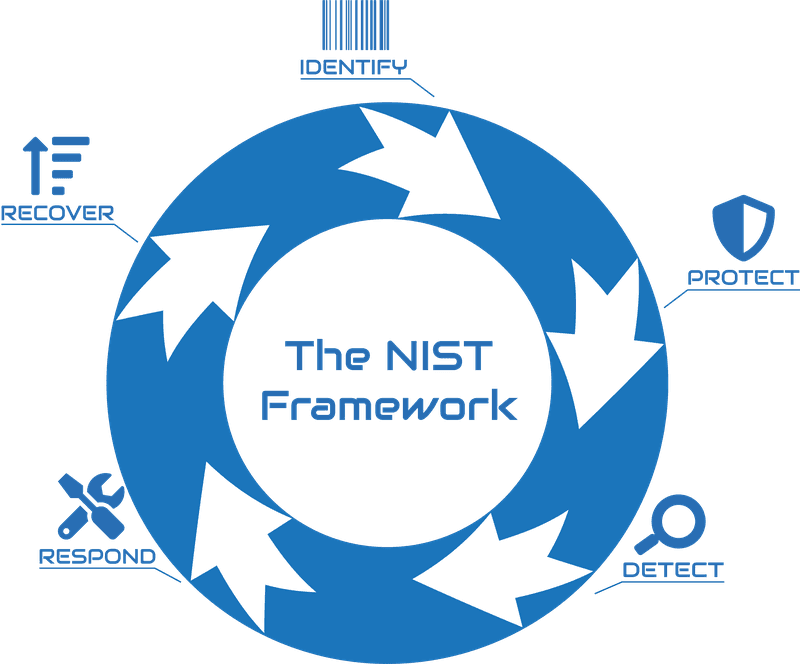 IDENTIFY
RECOVER
PROTECT
The NIST
Framework
RESPOND
DETECT